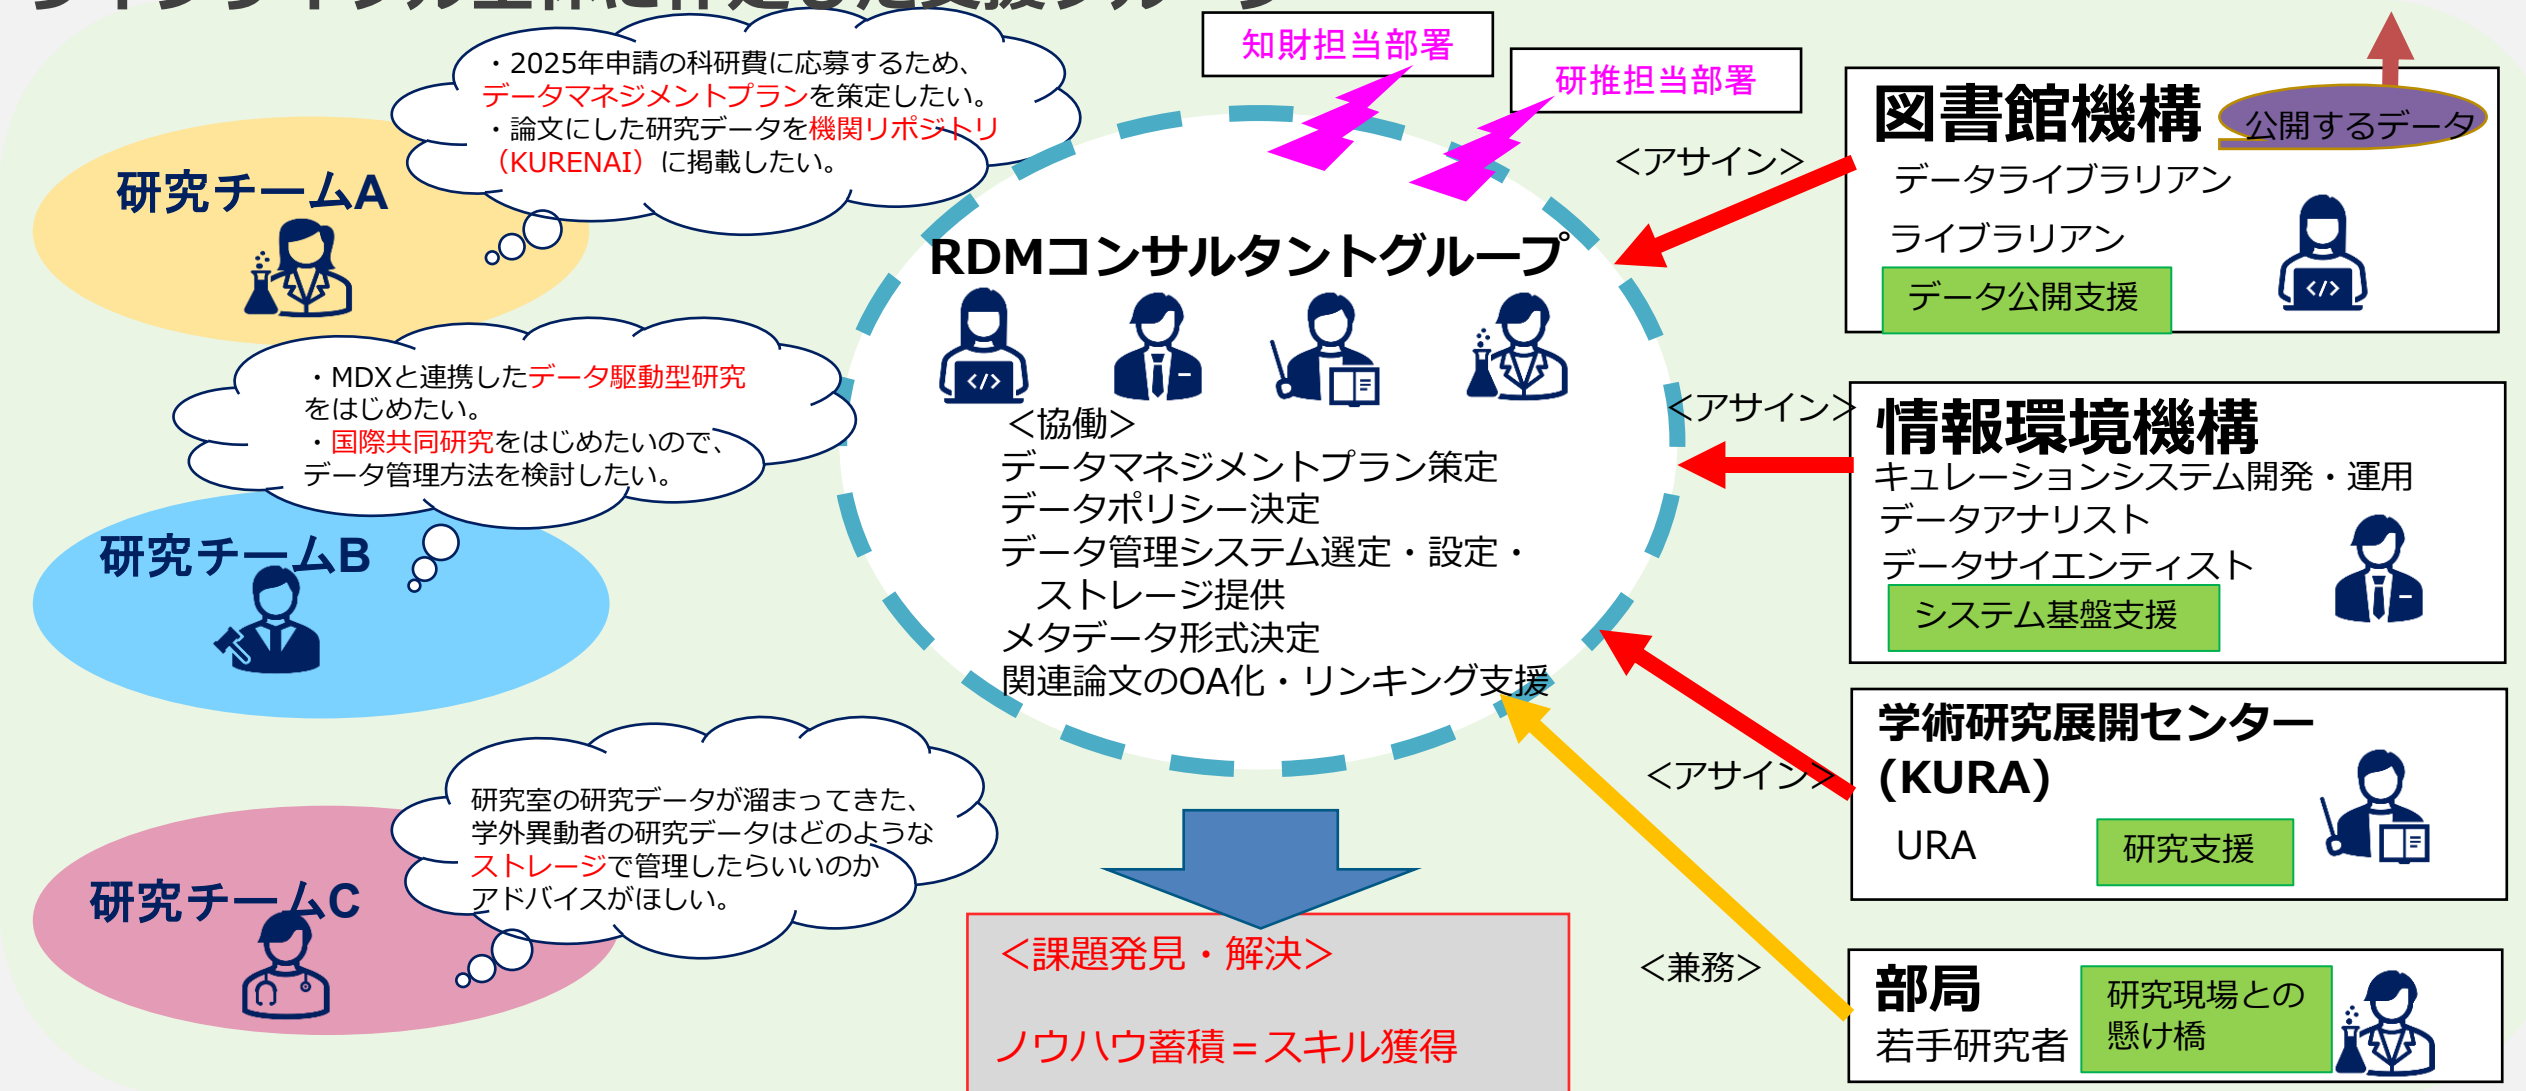 ・2025年申請の科研費に応募するため、
データマネジメントプランを策定したい。
・論文にした研究データを機関リポジトリ
（KURENAI）に掲載したい。
研究チームA
・MDXと連携したデータ駆動型研究
をはじめたい。
・国際共同研究をはじめたいので、
データ管理方法を検討したい。
研究チームB
研究室の研究データが溜まってきた、
学外異動者の研究データはどのような
ストレージで管理したらいいのか
アドバイスがほしい。
研究チームC
知財担当部署
研推担当部署
RDMコンサルタントグループ
</>
＜協働＞
データマネジメントプラン策定
データポリシー決定
データ管理システム選定・設定・
ストレージ提供
メタデータ形式決定
関連論文のOA化・リンキング支援
＜課題発見・解決＞
ノウハウ蓄積＝スキル獲得
＜アサイン＞
図書館機構
公開するデータ
データライブラリアン
ライブラリアン
データ公開支援
</>
＜アサイン＞
情報環境機構
キュレーションシステム開発・運用
データアナリスト
データサイエンティスト
システム基盤支援
＜アサイン＞
学術研究展開センター
(KURA)
URA
研究支援
＜兼務＞
部局
若手研究者
研究現場との
懸け橋